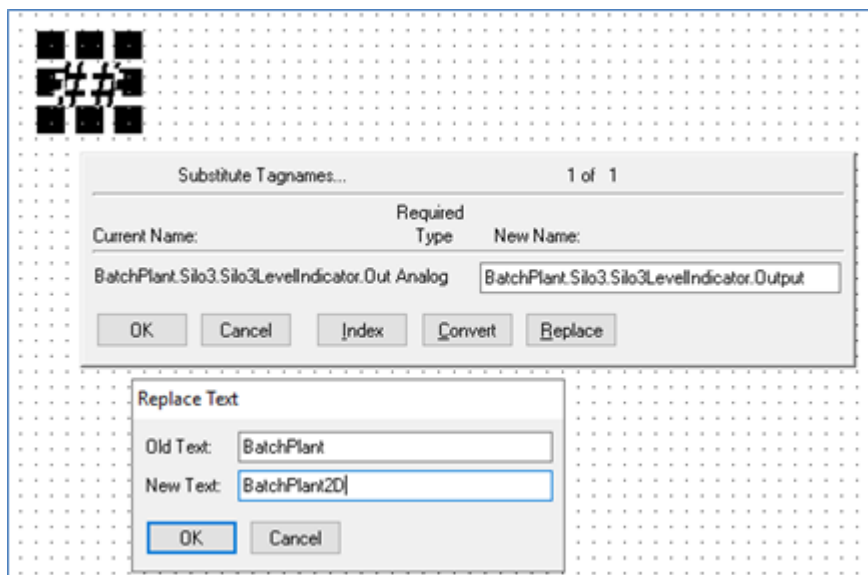 ##
Substitute Tagnames... 1 of 1
Required
Current Name: Type New Name:
BatchPlant.Silo3.Silo3LevelIndicator.Out Analog BatchPlant.Silo3.Silo3LevelIndicator.Output
OK Cancel Index Convert Replace
Replace Text
Old Text: BatchPlant
New Text: BatchPlant2D
OK Cancel